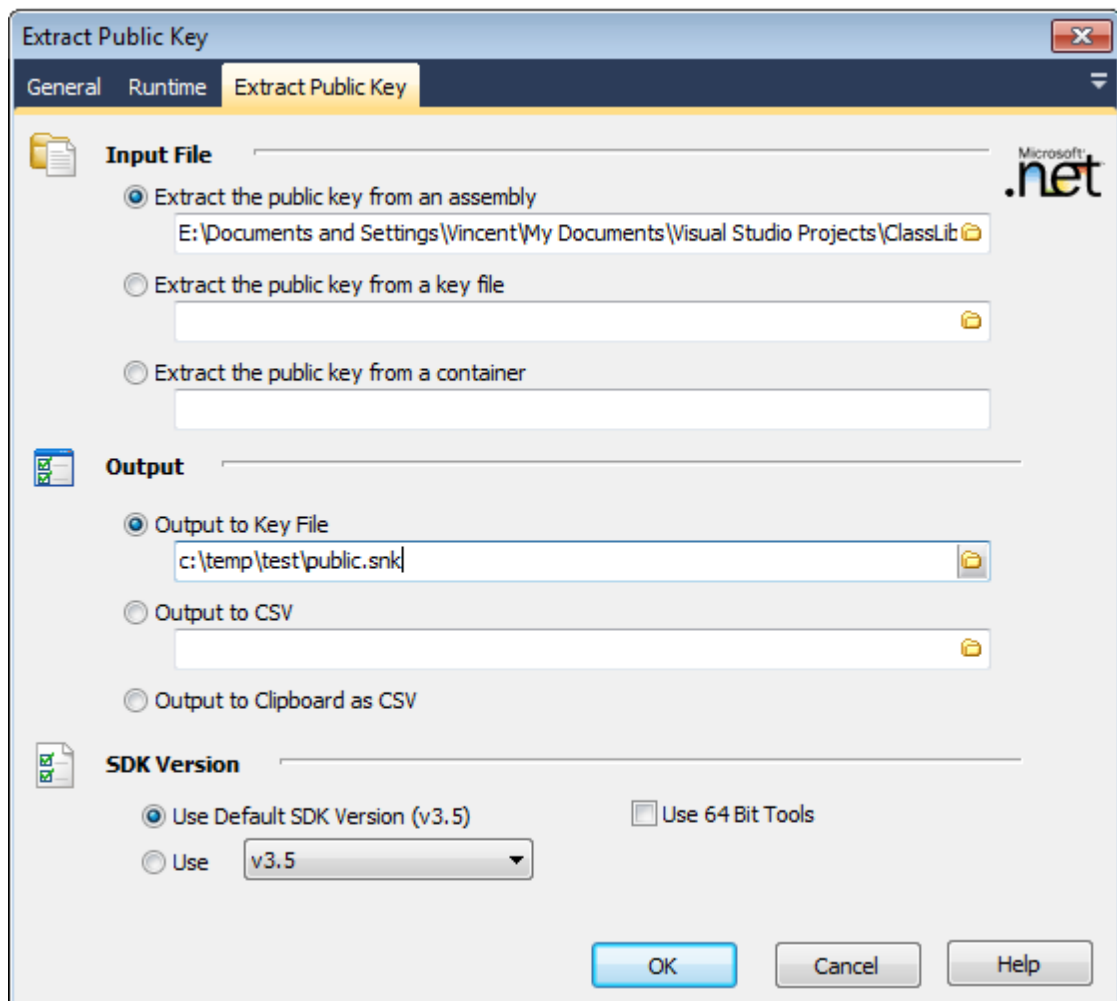 Extract Public Key
General Runtime Extract Public Key
Input File
Microsoft
.net
Extract the public key from an assembly
E:\Documents and Settings\Vincent\My Documents\Visual Studio Projects\ClassLib
Extract the public key from a key file
Extract the public key from a container
Output
Output to Key File
c:\temp\test\public.snk
Output to CSV
Output to Clipboard as CSV
SDK Version
Use Default SDK Version (v3.5) Use 64 Bit Tools
Use v3.5
OK Cancel Help